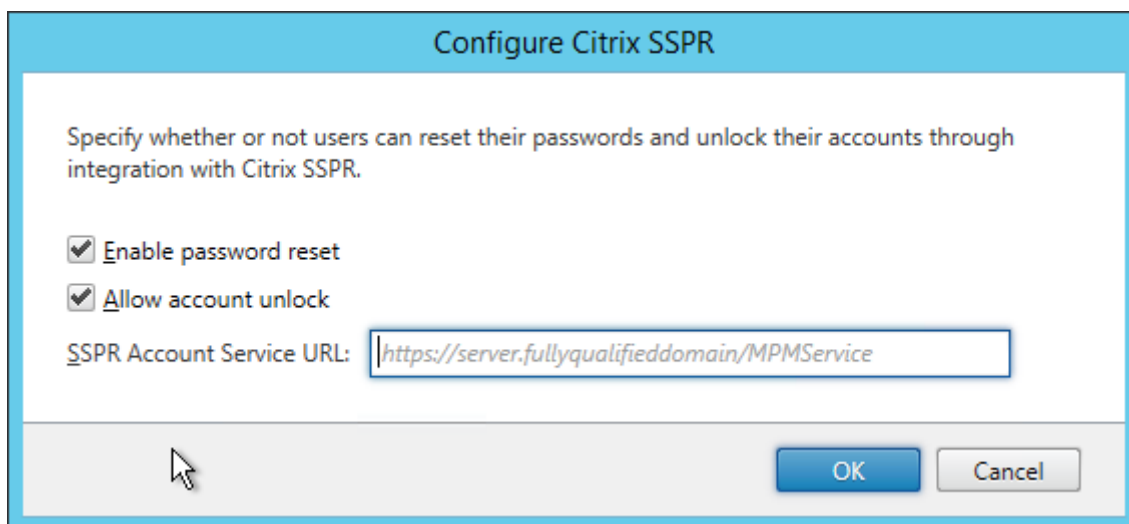 Configure Citrix SSPR
Specify whether or not users can reset their passwords and unlock their accounts through
integration with Citrix SSPR.
Enable password reset
Allow account unlock
SSPR Account Service URL: https://server.fullyqualifieddomain/MPMService
OK Cancel